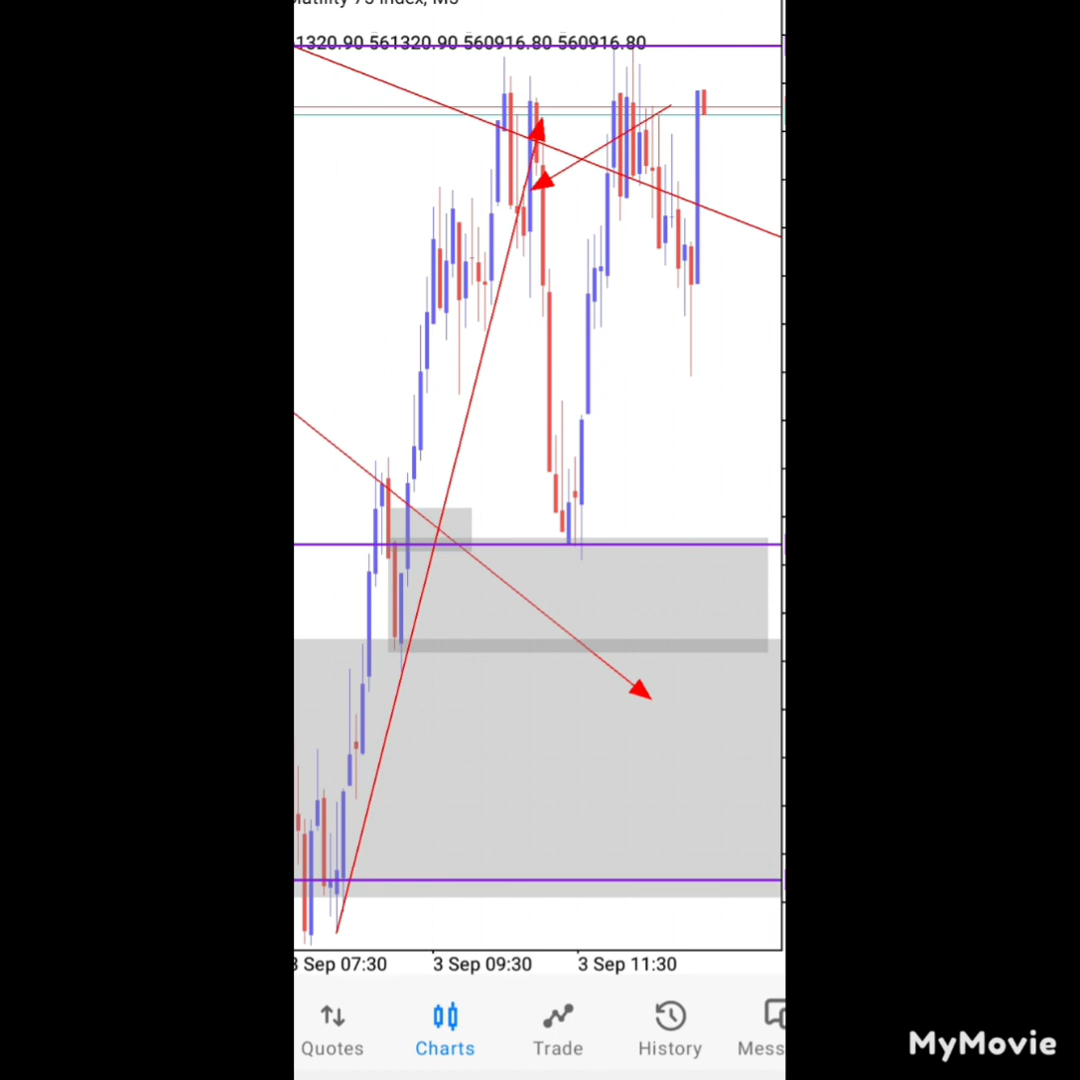 1320.90 561320.90 560916.80 560916.80
3 Sep 07:30 3 Sep 09:30 3 Sep 11:30
Quotes Charts Trade History Mess
MyMovie